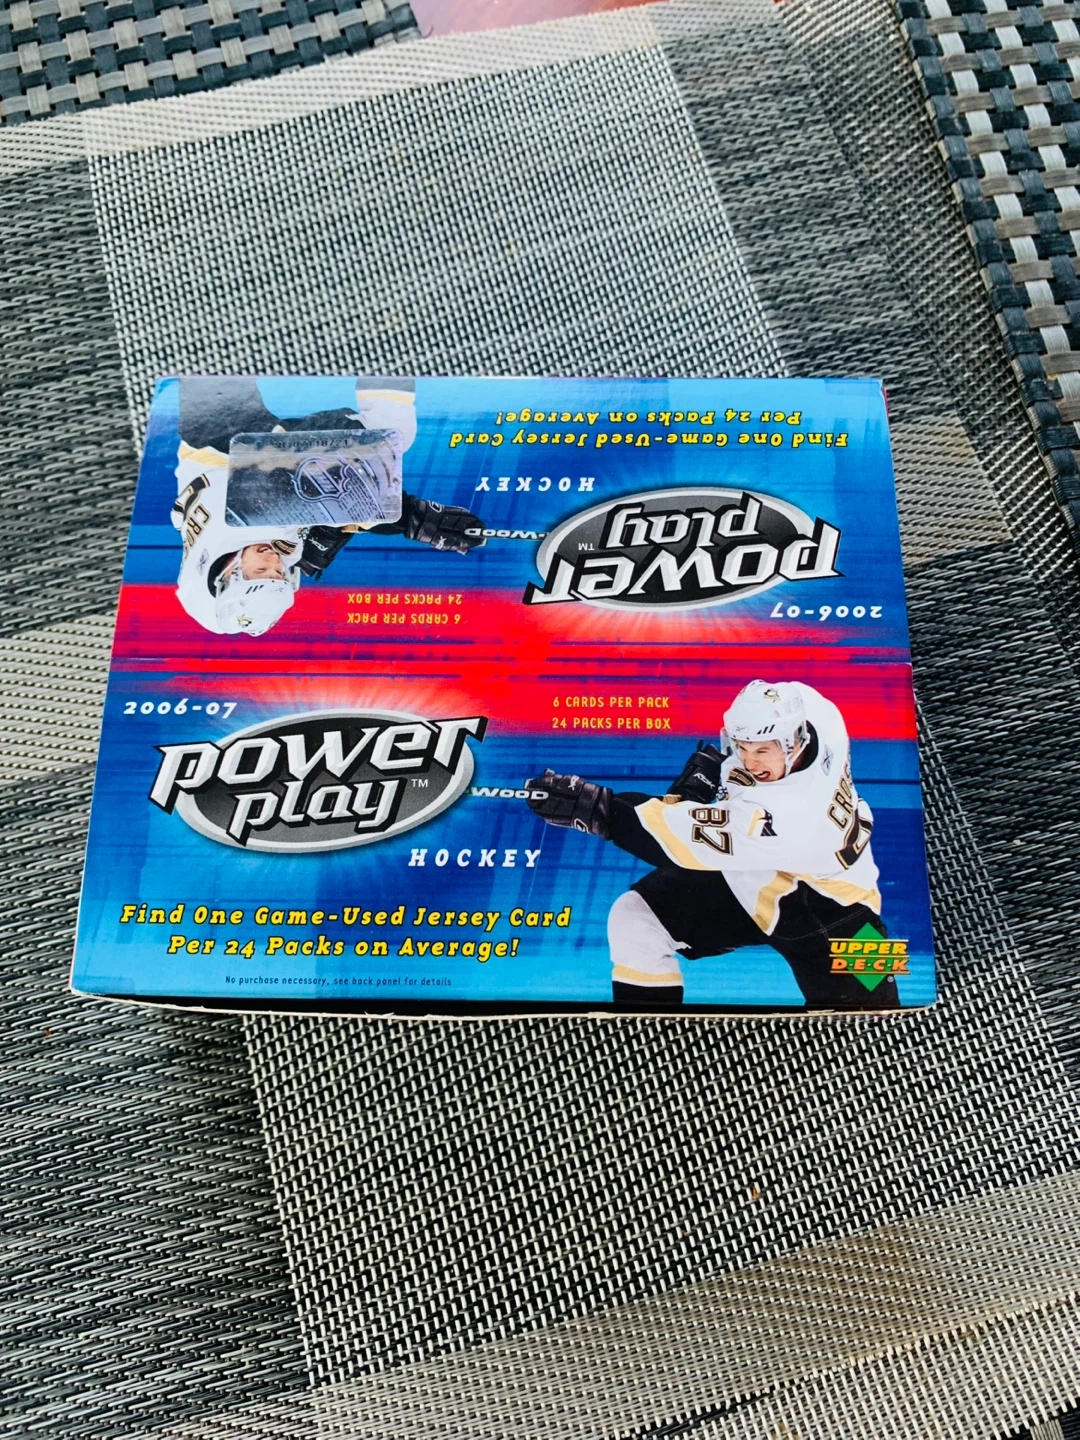 Find One Game-Used Jersey Card
Per 24 Packs on Average!
HOCKEY
2006-07
power
play™
WOOD
6 CARDS PER PACK
24 PACKS PER BOX
2006-07
power
play™
HOCKEY
6 CARDS PER PACK
24 PACKS PER BOX
WOOD
87
Find One Game-Used Jersey Card
Per 24 Packs on Average!
No purchase necessary, see back panel for details
UPPER
D·E·C·K